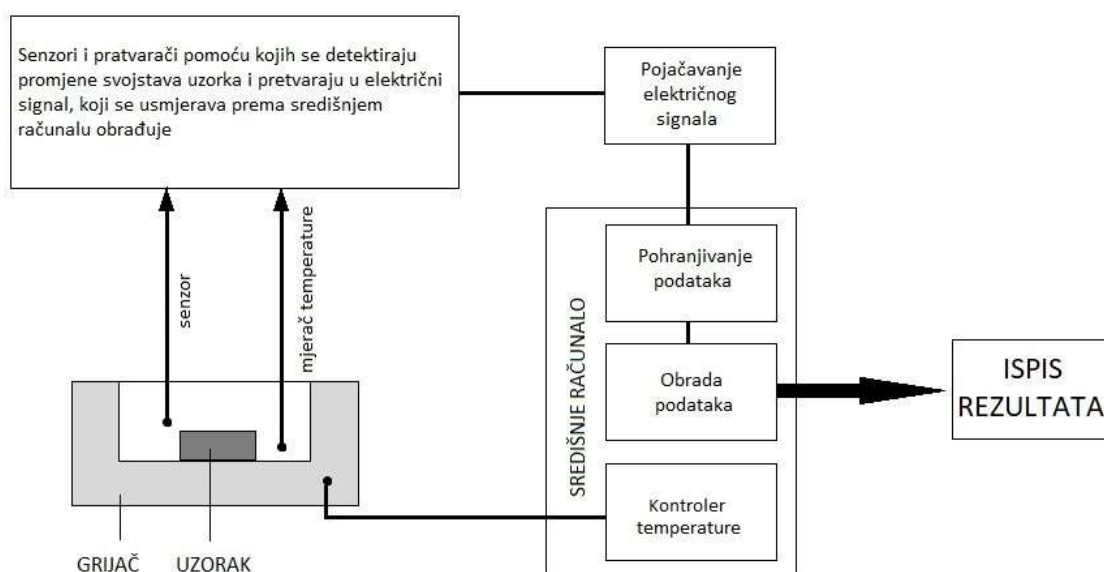 Senzori i pratvarači pomoću kojih se detektiraju
promjene svojstava uzorka i pretvaraju u električni
signal, koji se usmjerava prema središnjem
računalu obrađuje
Pojačavanje
električnog
signala
senzor
mjerač temperature
SREDIŠNJE RAČUNALO
Pohranjivanje
podataka
Obrada
podataka
ISPIS
REZULTATA
Kontroler
temperature
GRIJAČ
UZORAK